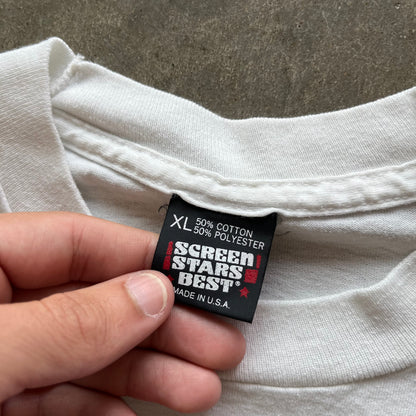 XL 50% COTTON
50% POLYESTER
SCREEN
STARS
BEST®
MADE IN U.S.A.